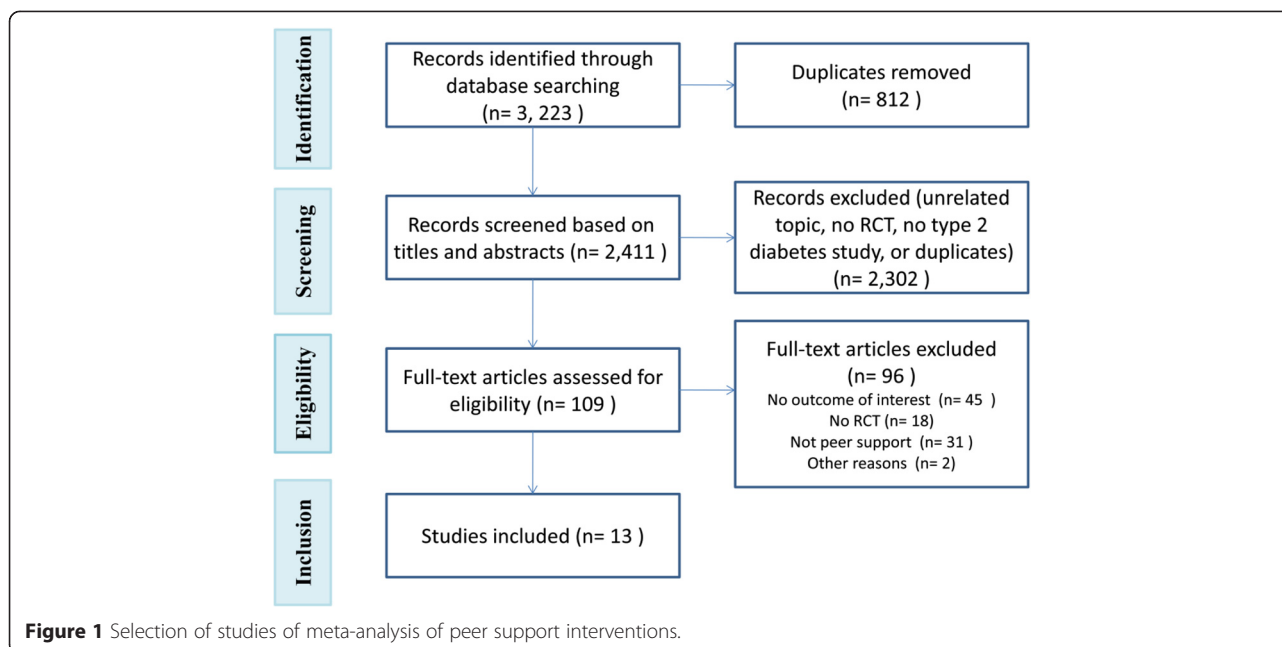 Identification
Records identified through
database searching
(n= 3, 223 )
Duplicates removed
(n= 812 )
Screening
Records screened based on
titles and abstracts (n= 2,411 )
Records excluded (unrelated
topic, no RCT, no type 2
diabetes study, or duplicates)
(n= 2,302 )
Eligibility
Full-text articles assessed for
eligibility (n= 109 )
Full-text articles excluded
(n= 96 )
No outcome of interest (n= 45 )
No RCT (n= 18)
Not peer support (n= 31 )
Other reasons (n= 2)
Inclusion
Studies included (n= 13 )
Figure 1 Selection of studies of meta-analysis of peer support interventions.